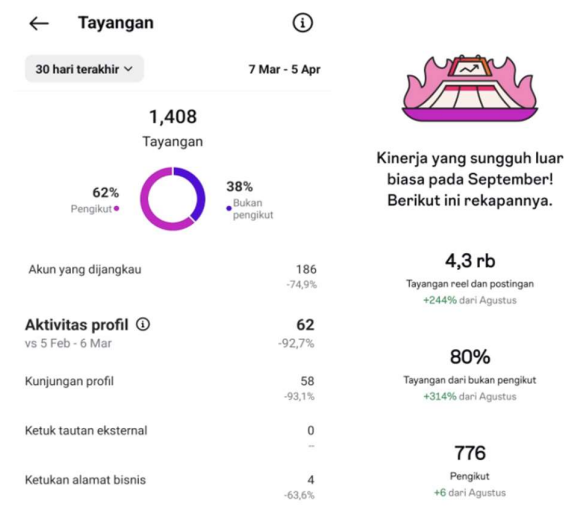 Tayangan
30 hari terakhir
7 Mar - 5 Apr
1,408
Tayangan
62%
Pengikut
38%
Bukan
pengikut
Akun yang dijangkau
186
-74,9%
Aktivitas profil
62
vs 5 Feb - 6 Mar
-92,7%
Kunjungan profil
58
-93,1%
Ketuk tautan eksternal
0
--
Ketukan alamat bisnis
4
-63,6%
Kinerja yang sungguh luar
biasa pada September!
Berikut ini rekapannya.
4,3 rb
Tayangan reel dan postingan
+244% dari Agustus
80%
Tayangan dari bukan pengikut
+314% dari Agustus
776
Pengikut
+6 dari Agustus